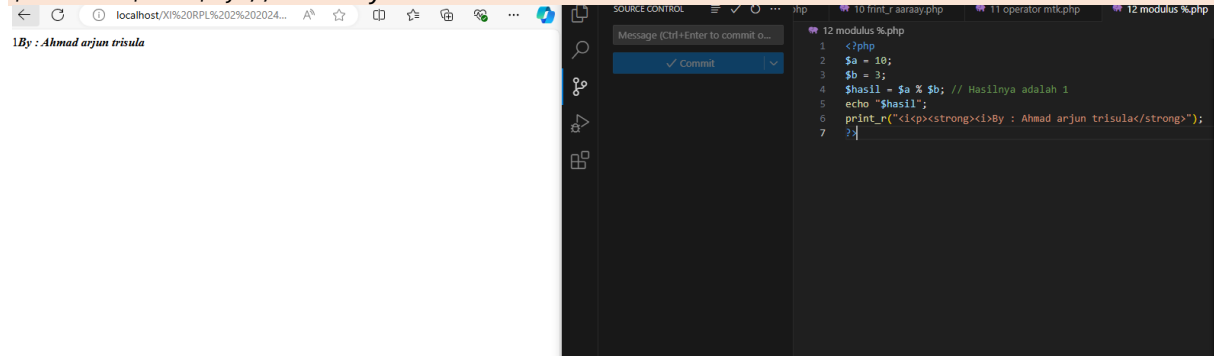 localhost/XI%20RPL%202%202024...
1By : Ahmad arjun trisula
SOURCE CONTROL
Message (Ctrl+Enter to commit o...
Commit
hp
10 frint_r aaraay.php
11 operator mtk.php
12 modulus %.php
12 modulus %.php
1 <?php
2 $a = 10;
3 $b = 3;
4 $hasil = $a % $b; // Hasilnya adalah 1
5 echo "$hasil";
6 print_r("<i<p><strong><i>By : Ahmad arjun trisula</strong>");
7 ?>